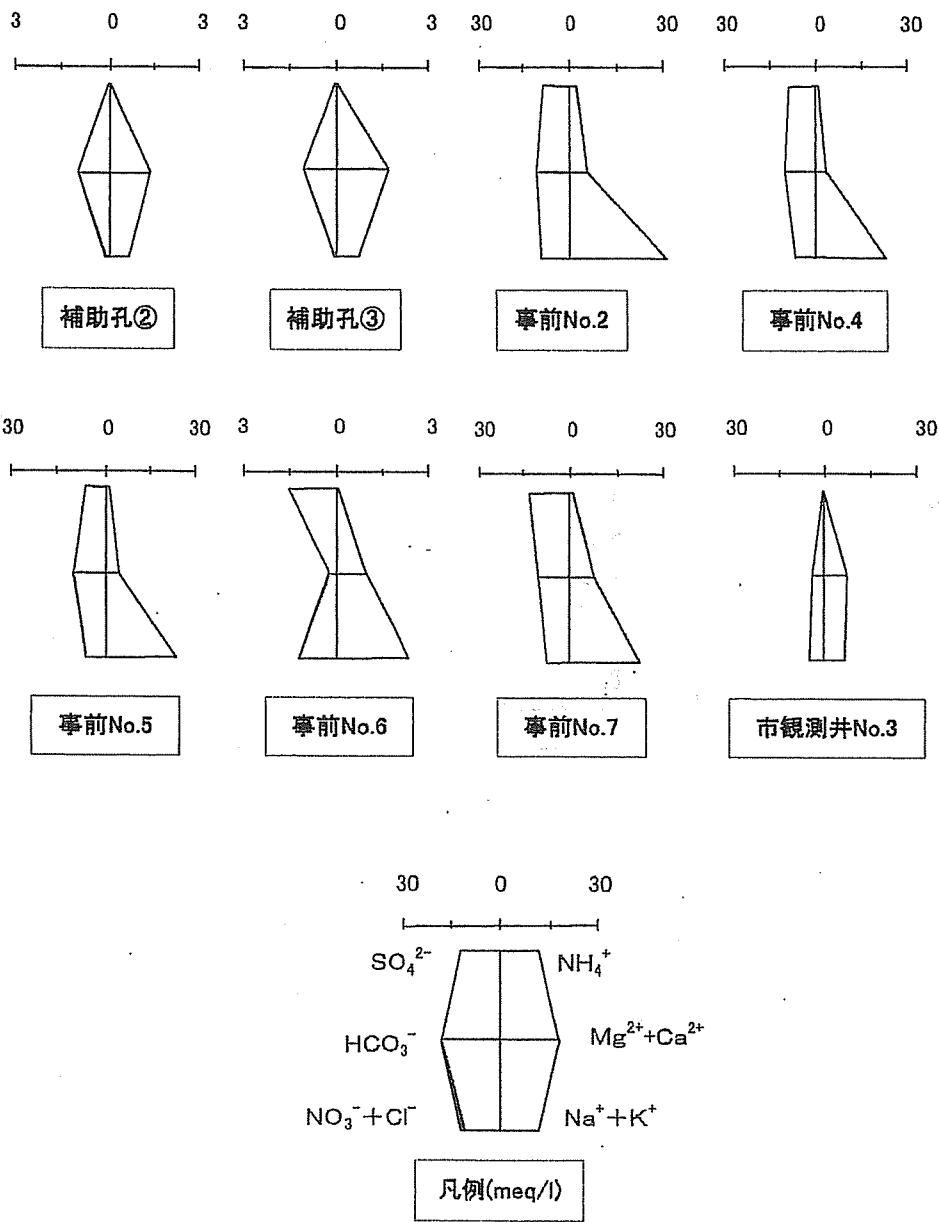 3 0 3
3 0 3
30 0 30
30 0 30
補助孔②
補助孔③
事前No.2
事前No.4
30 0 30
3 0 3
30 0 30
30 0 30
事前No.5
事前No.6
事前No.7
市観測井No.3
30 0 30
SO₄²⁻
NH₄⁺
HCO₃⁻
Mg²⁺+Ca²⁺
NO₃⁻+Cl⁻
Na⁺+K⁺
凡例(meq/l)